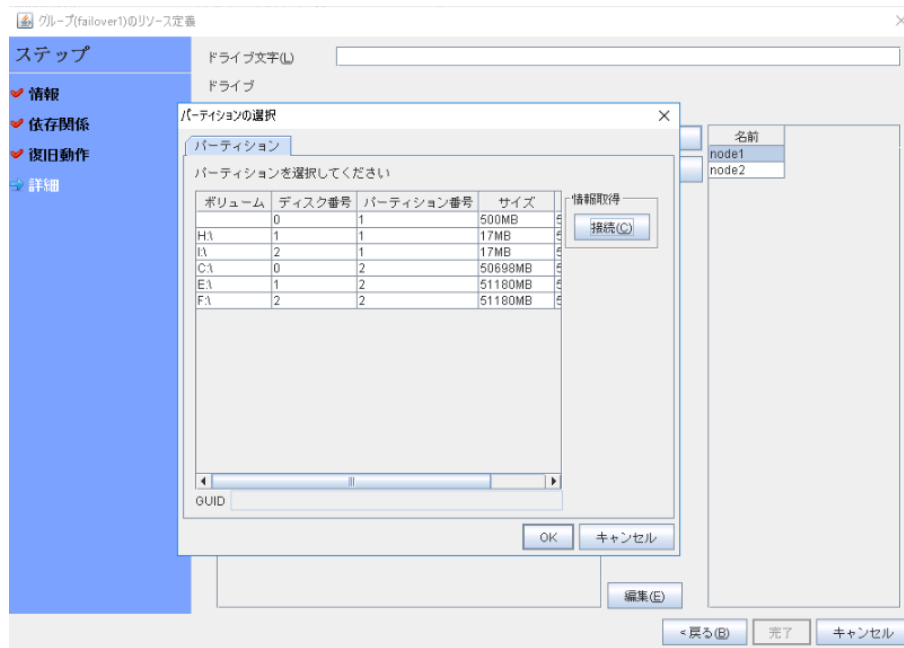 グループ(failover1)のリソース定義
ステップ
情報
依存関係
復旧動作
詳細
ドライブ文字(L)
ドライブ
パーティションの選択
パーティション
パーティションを選択してください
ボリューム ディスク番号 パーティション番号 サイズ
0 1 500MB 5
H:\ 1 1 17MB 5
I:\ 2 1 17MB 5
C:\ 0 2 50698MB 5
E:\ 1 2 51180MB 5
F:\ 2 2 51180MB 5
情報取得
接続(C)
GUID
OK キャンセル
名前
node1
node2
編集(E)
<戻る(B) 完了 キャンセル